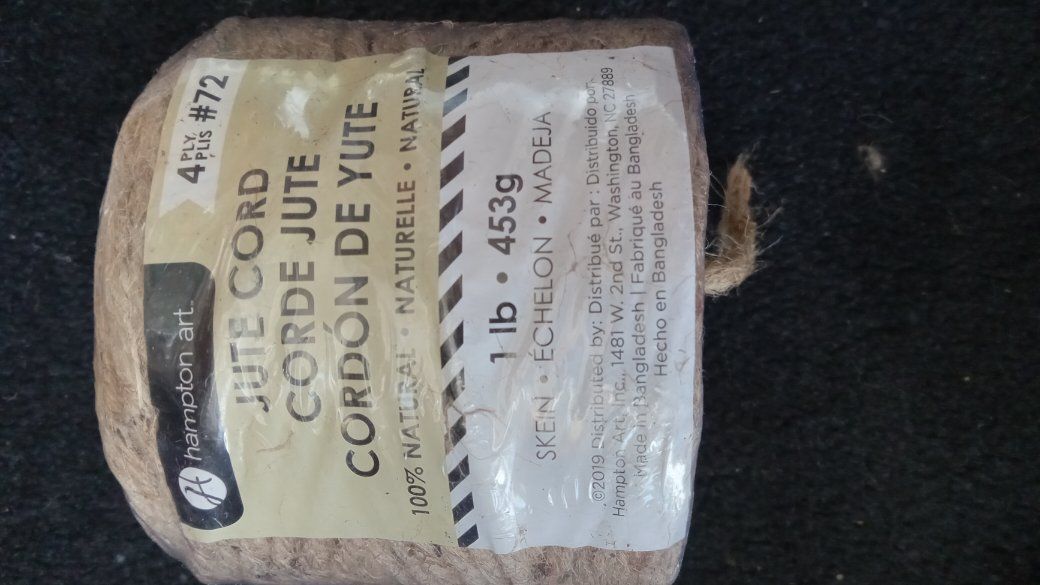 4 PLY PLIS #72
hampton art.
JUTE CORD
CORDE JUTE
CORDÓN DE YUTE
100% NATURAL • NATURELLE • NATURAL
1 lb • 453g
SKEIN • ÉCHELON • MADEJA
©2019 Distributed by: Distribué par : Distribuido por:
Hampton Art, Inc., 1481 W. 2nd St., Washington, NC 27889
Made in Bangladesh | Fabriqué au Bangladesh
Hecho en Bangladesh